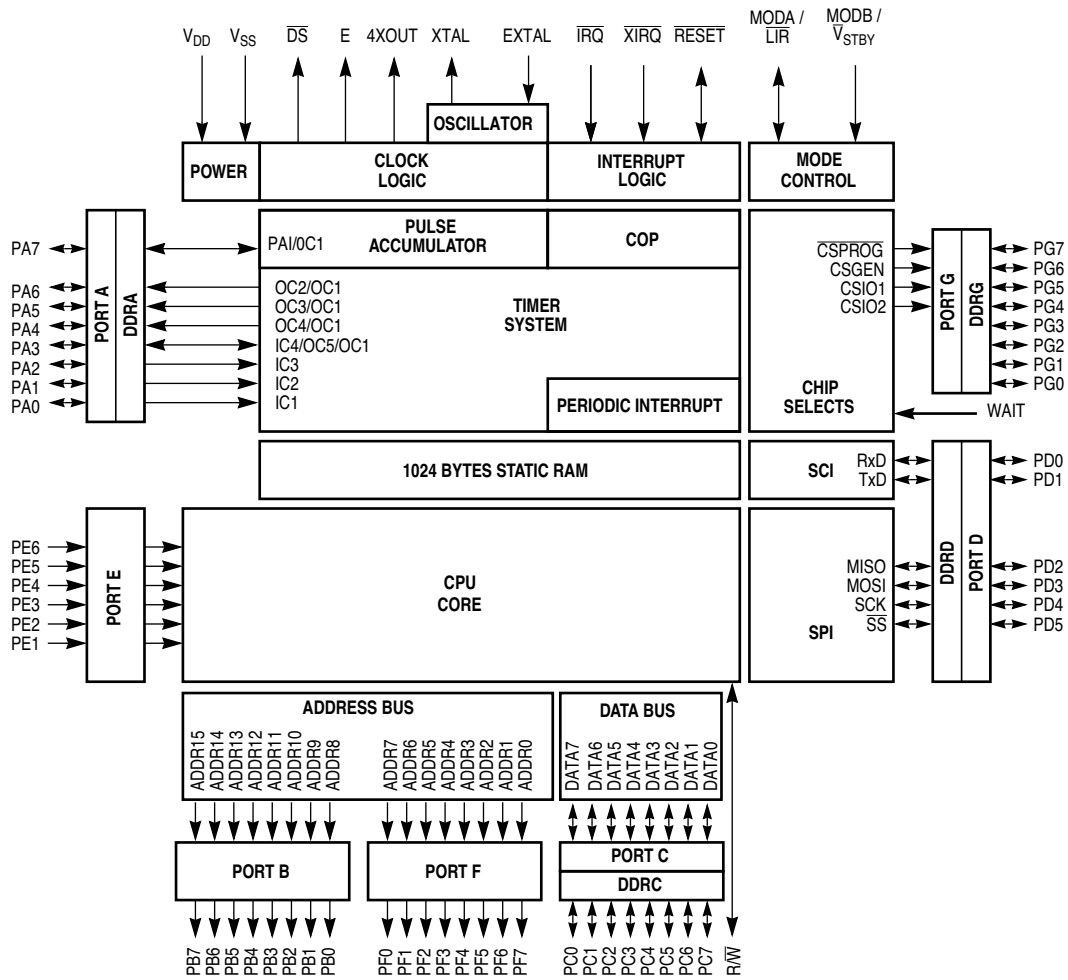 VDD VSS DS E 4XOUT XTAL EXTAL IRQ XIRQ RESET MODA / LIR MODB / VSTBY
OSCILLATOR
POWER
CLOCK
LOGIC
INTERRUPT
LOGIC
MODE
CONTROL
PORT A
DDRA
PA7
PA6
PA5
PA4
PA3
PA2
PA1
PA0
PAI/0C1
PULSE
ACCUMULATOR
COP
OC2/OC1
OC3/OC1
OC4/OC1
IC4/OC5/OC1
IC3
IC2
IC1
TIMER
SYSTEM
PERIODIC INTERRUPT
CSPROG
CSGEN
CSIO1
CSIO2
CHIP
SELECTS
PORT G
DDRG
PG7
PG6
PG5
PG4
PG3
PG2
PG1
PG0
WAIT
1024 BYTES STATIC RAM
SCI
RxD
TxD
PD0
PD1
PORT E
PE6
PE5
PE4
PE3
PE2
PE1
CPU
CORE
SPI
MISO
MOSI
SCK
SS
DDRD
PORT D
PD2
PD3
PD4
PD5
ADDRESS BUS
ADDR15
ADDR14
ADDR13
ADDR12
ADDR11
ADDR10
ADDR9
ADDR8
ADDR7
ADDR6
ADDR5
ADDR4
ADDR3
ADDR2
ADDR1
ADDR0
DATA BUS
DATA7
DATA6
DATA5
DATA4
DATA3
DATA2
DATA1
DATA0
PORT B
PORT F
PORT C
DDRC
PB7
PB6
PB5
PB4
PB3
PB2
PB1
PB0
PF0
PF1
PF2
PF3
PF4
PF5
PF6
PF7
PC0
PC1
PC2
PC3
PC4
PC5
PC6
PC7
R/W